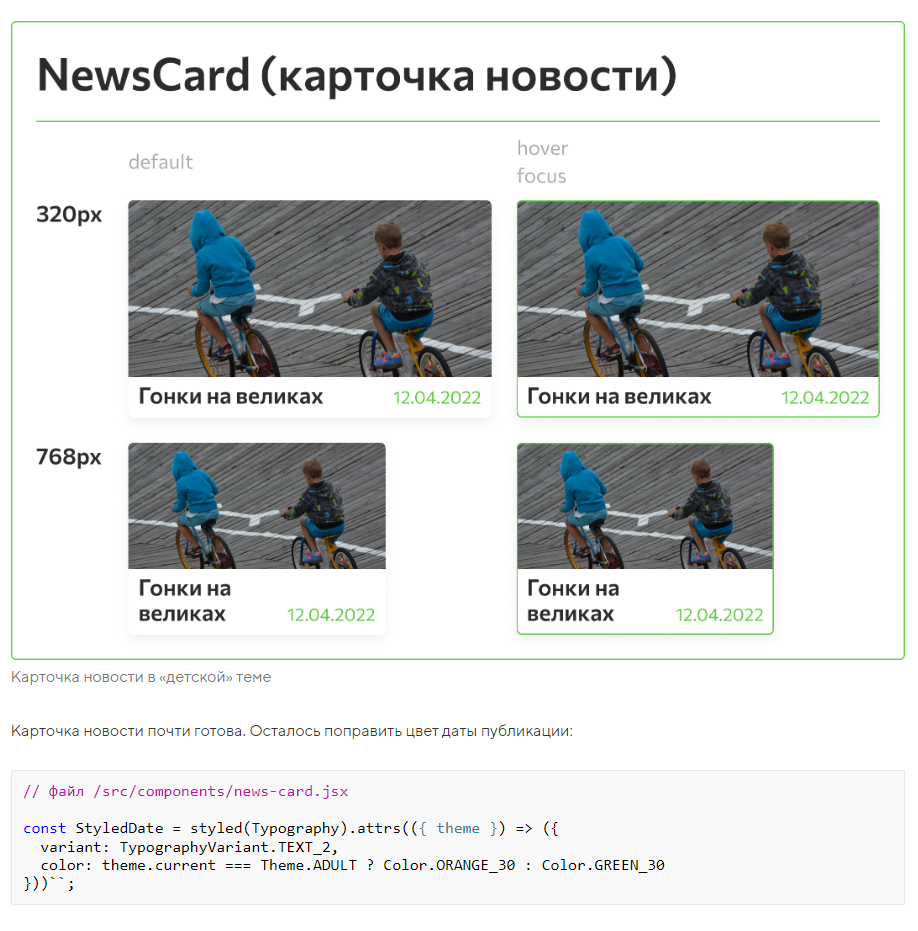 NewsCard (карточка новости)
default
hover
focus
320px
Гонки на великах 12.04.2022
Гонки на великах 12.04.2022
768px
Гонки на
великах 12.04.2022
Гонки на
великах 12.04.2022
Карточка новости в «детской» теме
Карточка новости почти готова. Осталось поправить цвет даты публикации:
// файл /src/components/news-card.jsx
const StyledDate = styled(Typography).attrs(({ theme }) => ({
  variant: TypographyVariant.TEXT_2,
  color: theme.current === Theme.ADULT ? Color.ORANGE_30 : Color.GREEN_30
}))``;